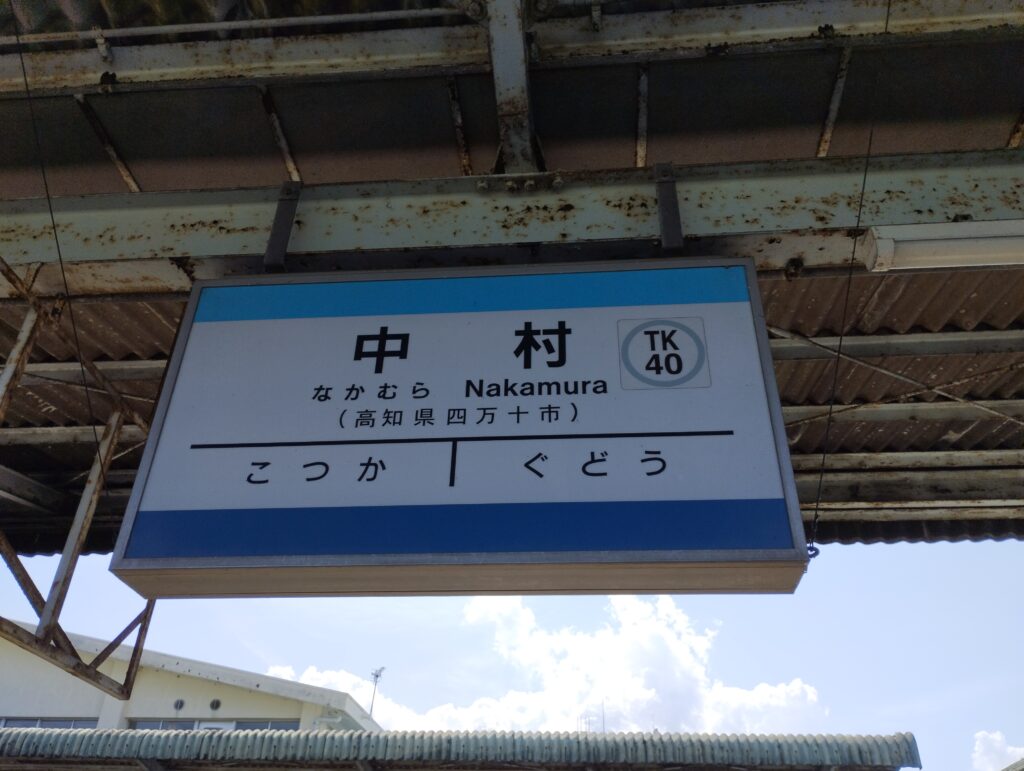 中村
TK
40
なかむら Nakamura
(高知県四万十市)
こつか ぐどう